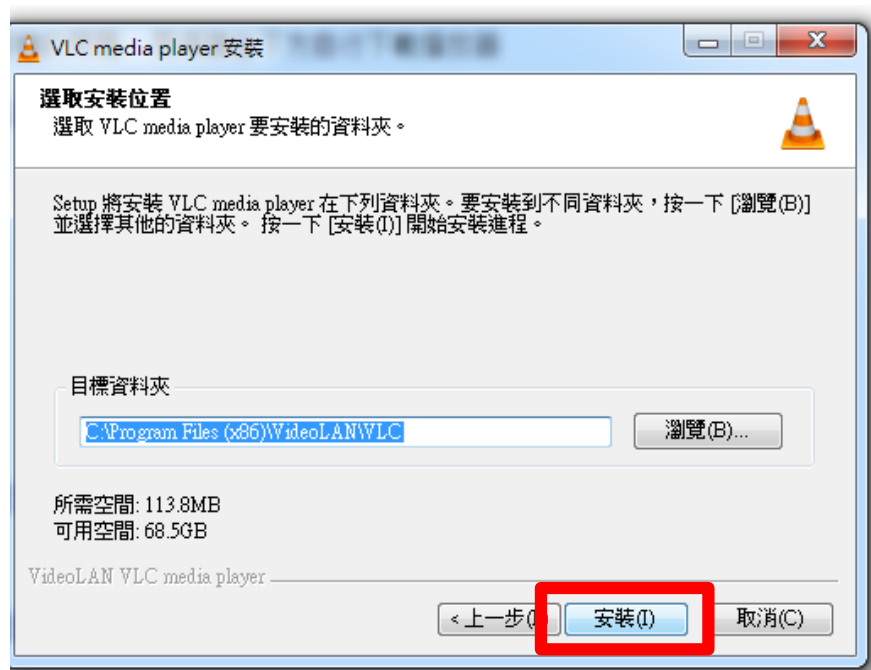 VLC media player 安裝
選取安裝位置
選取 VLC media player 要安裝的資料夾。
Setup 將安裝 VLC media player 在下列資料夾。要安裝到不同資料夾，按一下 [瀏覽(B)]
並選擇其他的資料夾。 按一下 [安裝(I)] 開始安裝進程。
目標資料夾
C:\Program Files (x86)\VideoLAN\VLC
瀏覽(B)...
所需空間: 113.8MB
可用空間: 68.5GB
VideoLAN VLC media player
<上一步
安裝(I)
取消(C)